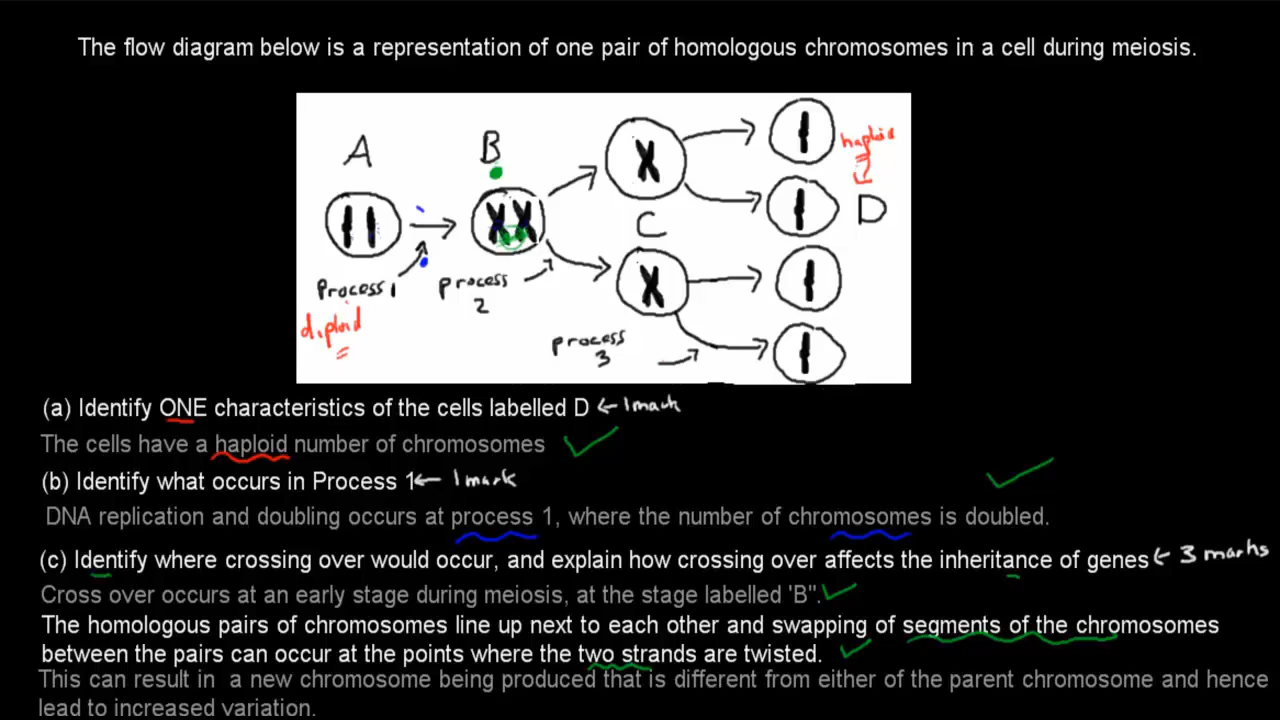 The flow diagram below is a representation of one pair of homologous chromosomes in a cell during meiosis.
A
B
C
D
haploid
process 1
diploid
process
2
process
3
(a) Identify ONE characteristics of the cells labelled D ← 1 mark
The cells have a haploid number of chromosomes
(b) Identify what occurs in Process 1 ← 1 mark
DNA replication and doubling occurs at process 1, where the number of chromosomes is doubled.
(c) Identify where crossing over would occur, and explain how crossing over affects the inheritance of genes ← 3 marks
Cross over occurs at an early stage during meiosis, at the stage labelled 'B".
The homologous pairs of chromosomes line up next to each other and swapping of segments of the chromosomes
between the pairs can occur at the points where the two strands are twisted.
This can result in a new chromosome being produced that is different from either of the parent chromosome and hence
lead to increased variation.